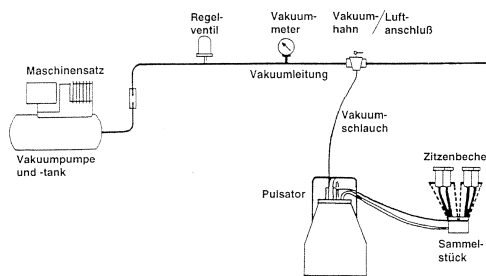 Regel-
ventil
Vakuum-
meter
Vakuum-
hahn
/Luft-
anschluß
Maschinensatz
Vakuumleitung
Vakuum-
schlauch
Vakuumpumpe
und -tank
Zitzenbeche
Pulsator
Sammel-
stück